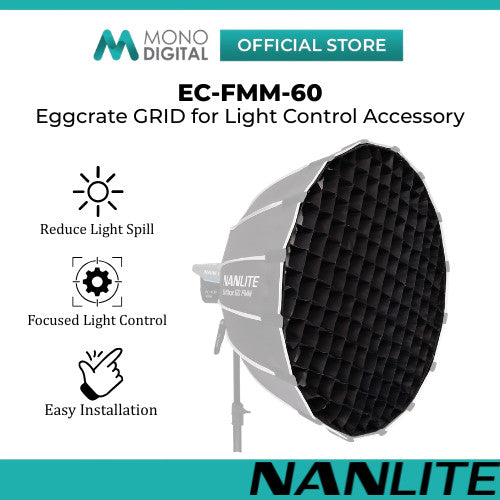 MONO
DIGITAL
OFFICIAL STORE
EC-FMM-60
Eggcrate GRID for Light Control Accessory
Reduce Light Spill
Focused Light Control
Easy Installation
NANLITE
NANLITE